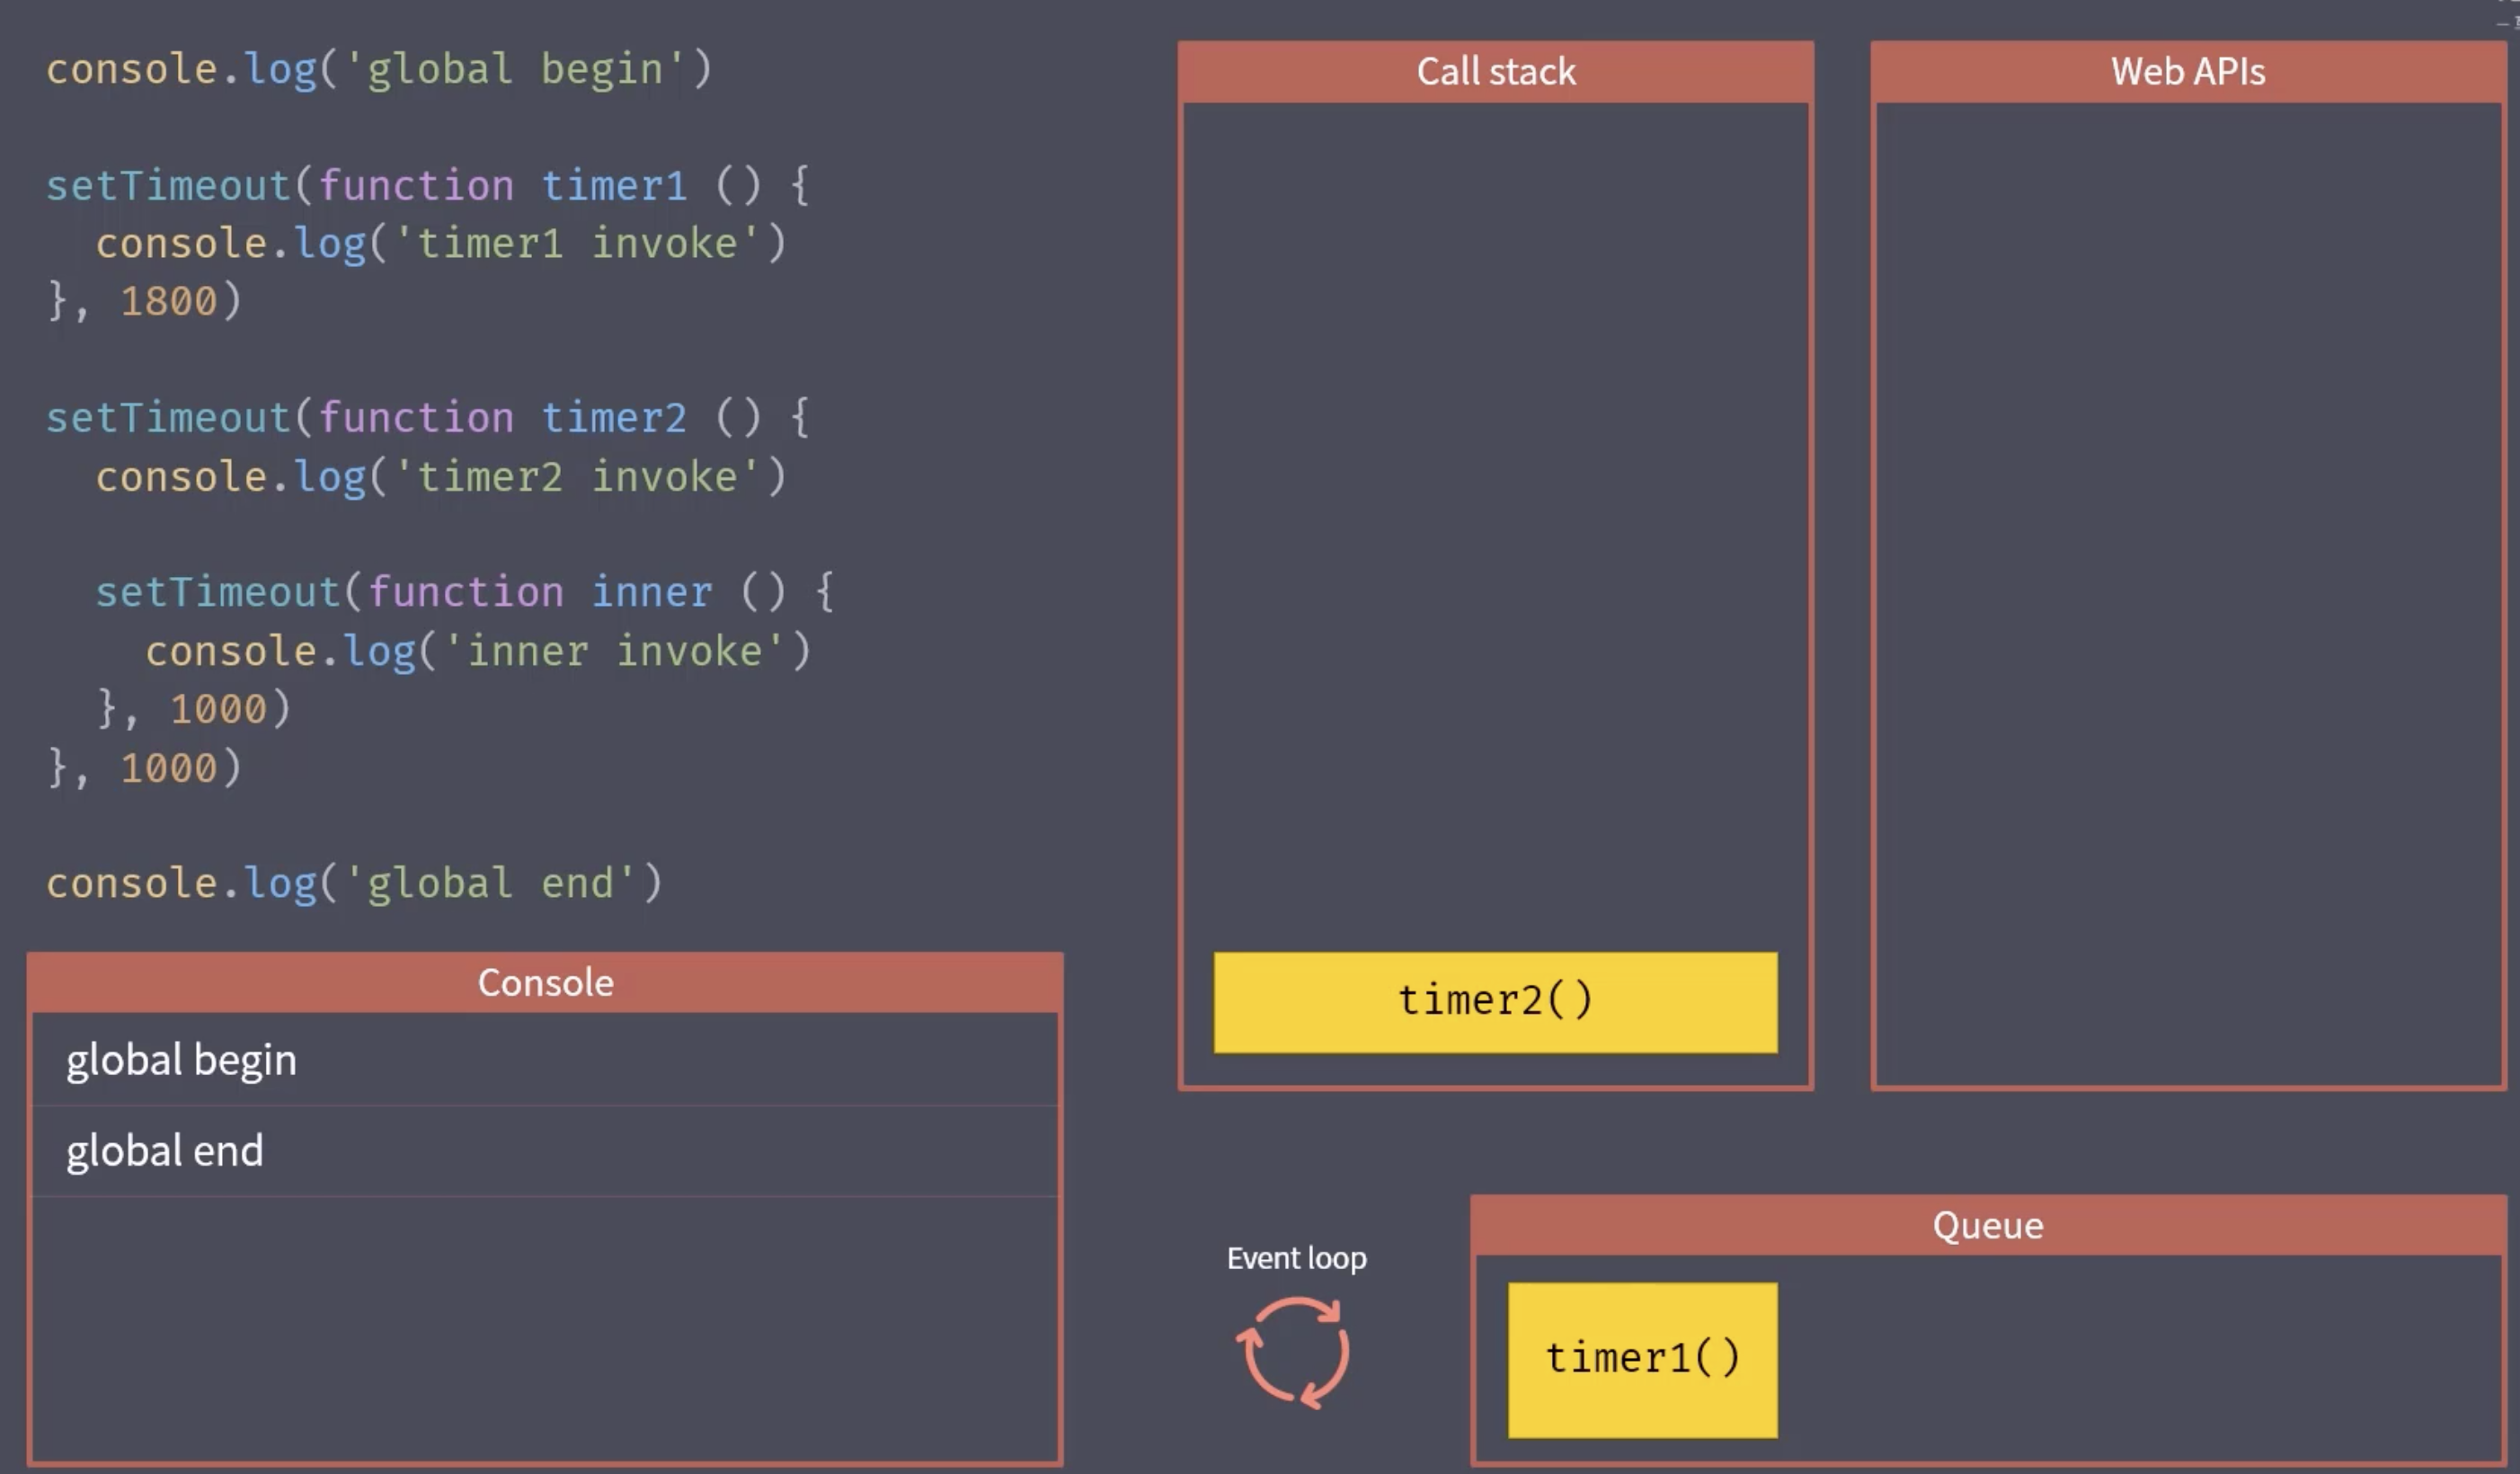 console.log('global begin')
setTimeout(function timer1 () {
  console.log('timer1 invoke')
}, 1800)
setTimeout(function timer2 () {
  console.log('timer2 invoke')
  setTimeout(function inner () {
    console.log('inner invoke')
  }, 1000)
}, 1000)
console.log('global end')
Console
global begin
global end
Call stack
timer2()
Web APIs
Event loop
Queue
timer1()